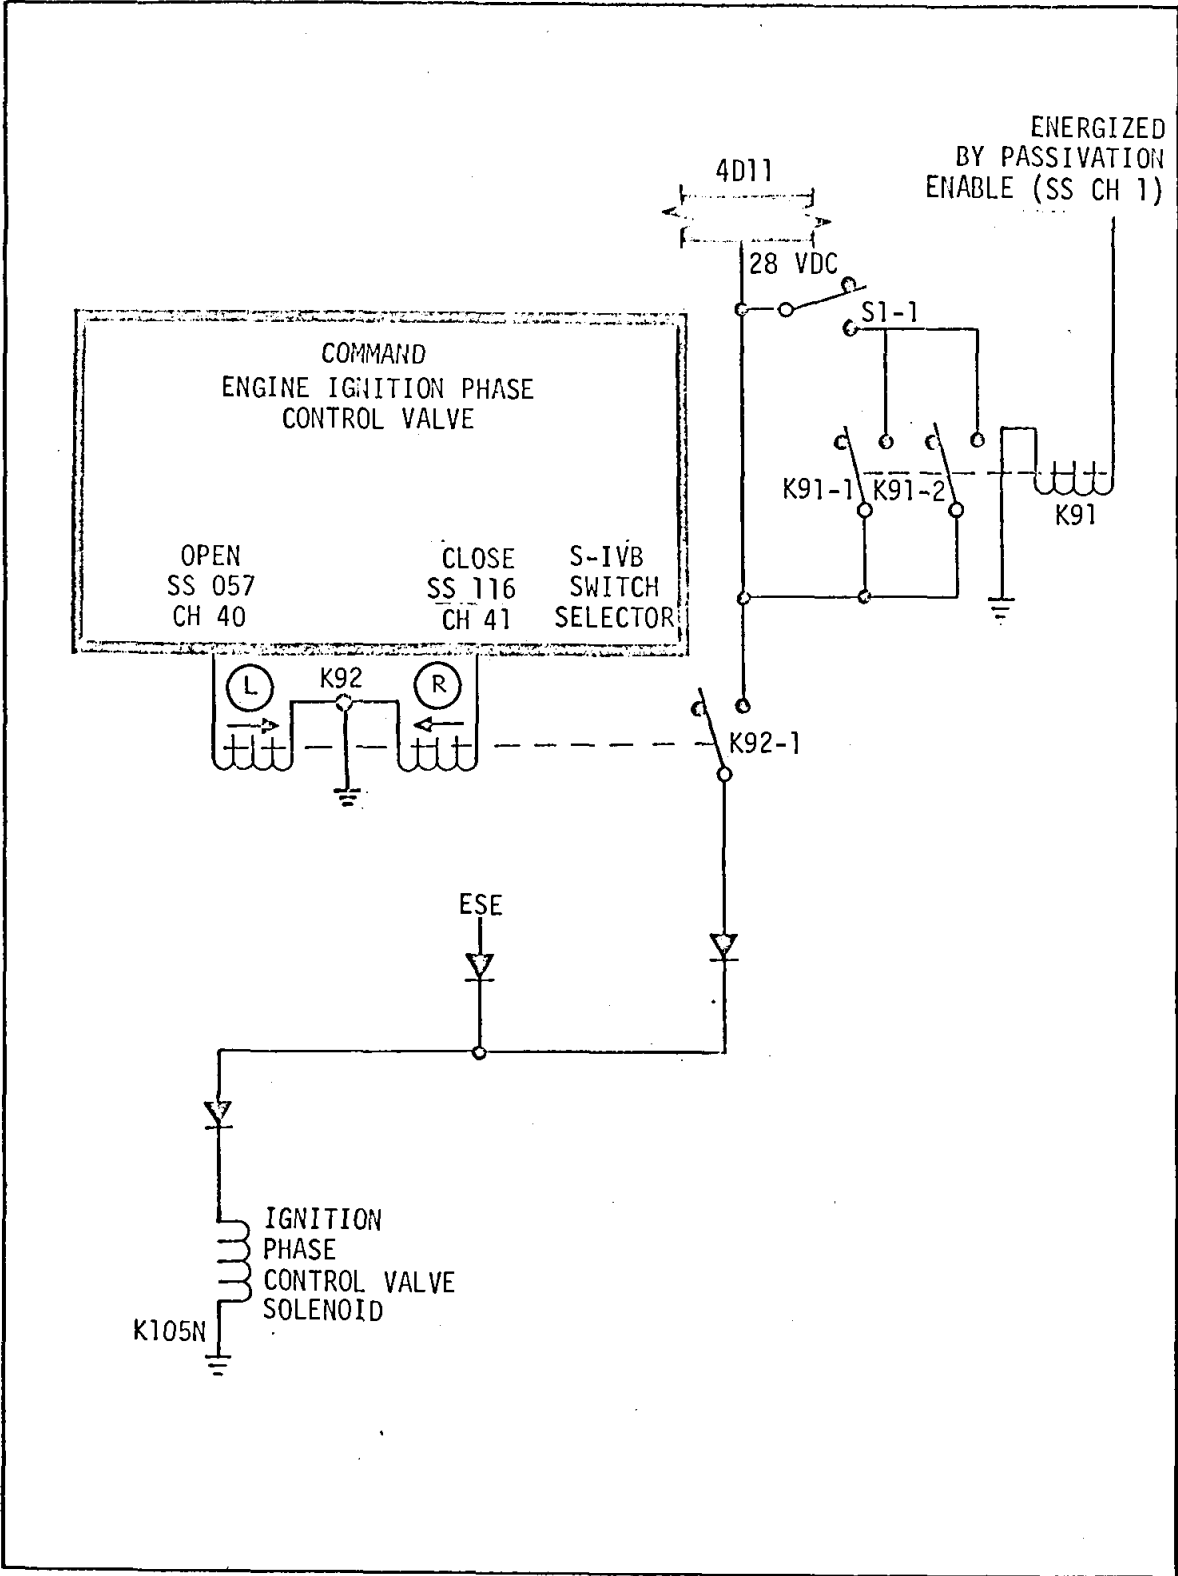 ENERGIZED
BY PASSIVATION
ENABLE (SS CH 1)
4D11
28 VDC
S1-1
COMMAND
ENGINE IGNITION PHASE
CONTROL VALVE
K91-1
K91-2
K91
OPEN
SS 057
CH 40
CLOSE
SS 116
CH 41
S-IVB
SWITCH
SELECTOR
L
K92
R
K92-1
ESE
IGNITION
PHASE
CONTROL VALVE
SOLENOID
K105N